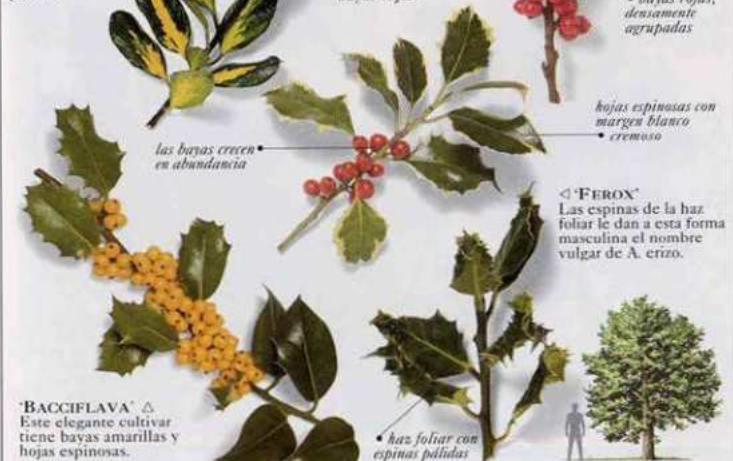 bayas rojas,
densamente
agrupadas
hojas espinosas con
margen blanco
cremoso
las bayas crecen
en abundancia
◁ 'FEROX'
Las espinas de la haz
foliar le dan a esta forma
masculina el nombre
vulgar de A. erizo.
'BACCIFLAVA' △
Este elegante cultivar
tiene bayas amarillas y
hojas espinosas.
haz foliar con
espinas pálidas